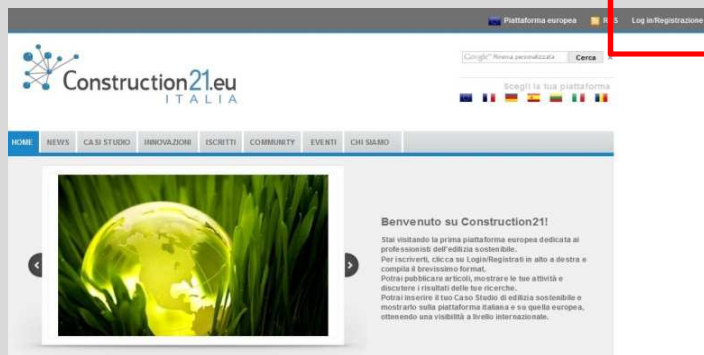 Piattaforma europea
RSS
Log in/Registrazione
Construction21.eu
ITALIA
Google™ Ricerca personalizzata
Cerca
×
Scegli la tua piattaforma
HOME NEWS CASI STUDIO INNOVAZIONI ISCRITTI COMMUNITY EVENTI CHI SIAMO
Benvenuto su Construction21!
Stai visitando la prima piattaforma europea dedicata ai
professionisti dell'edilizia sostenibile.
Per iscriverti, clicca su Login/Registrati in alto a destra e
compila il brevissimo format.
Potrai pubblicare articoli, mostrare le tue attività e
discutere i risultati delle tue ricerche.
Potrai inserire il tuo Caso Studio di edilizia sostenibile e
mostrarlo sulla piattaforma italiana e su quella europea,
ottenendo una visibilità a livello internazionale.